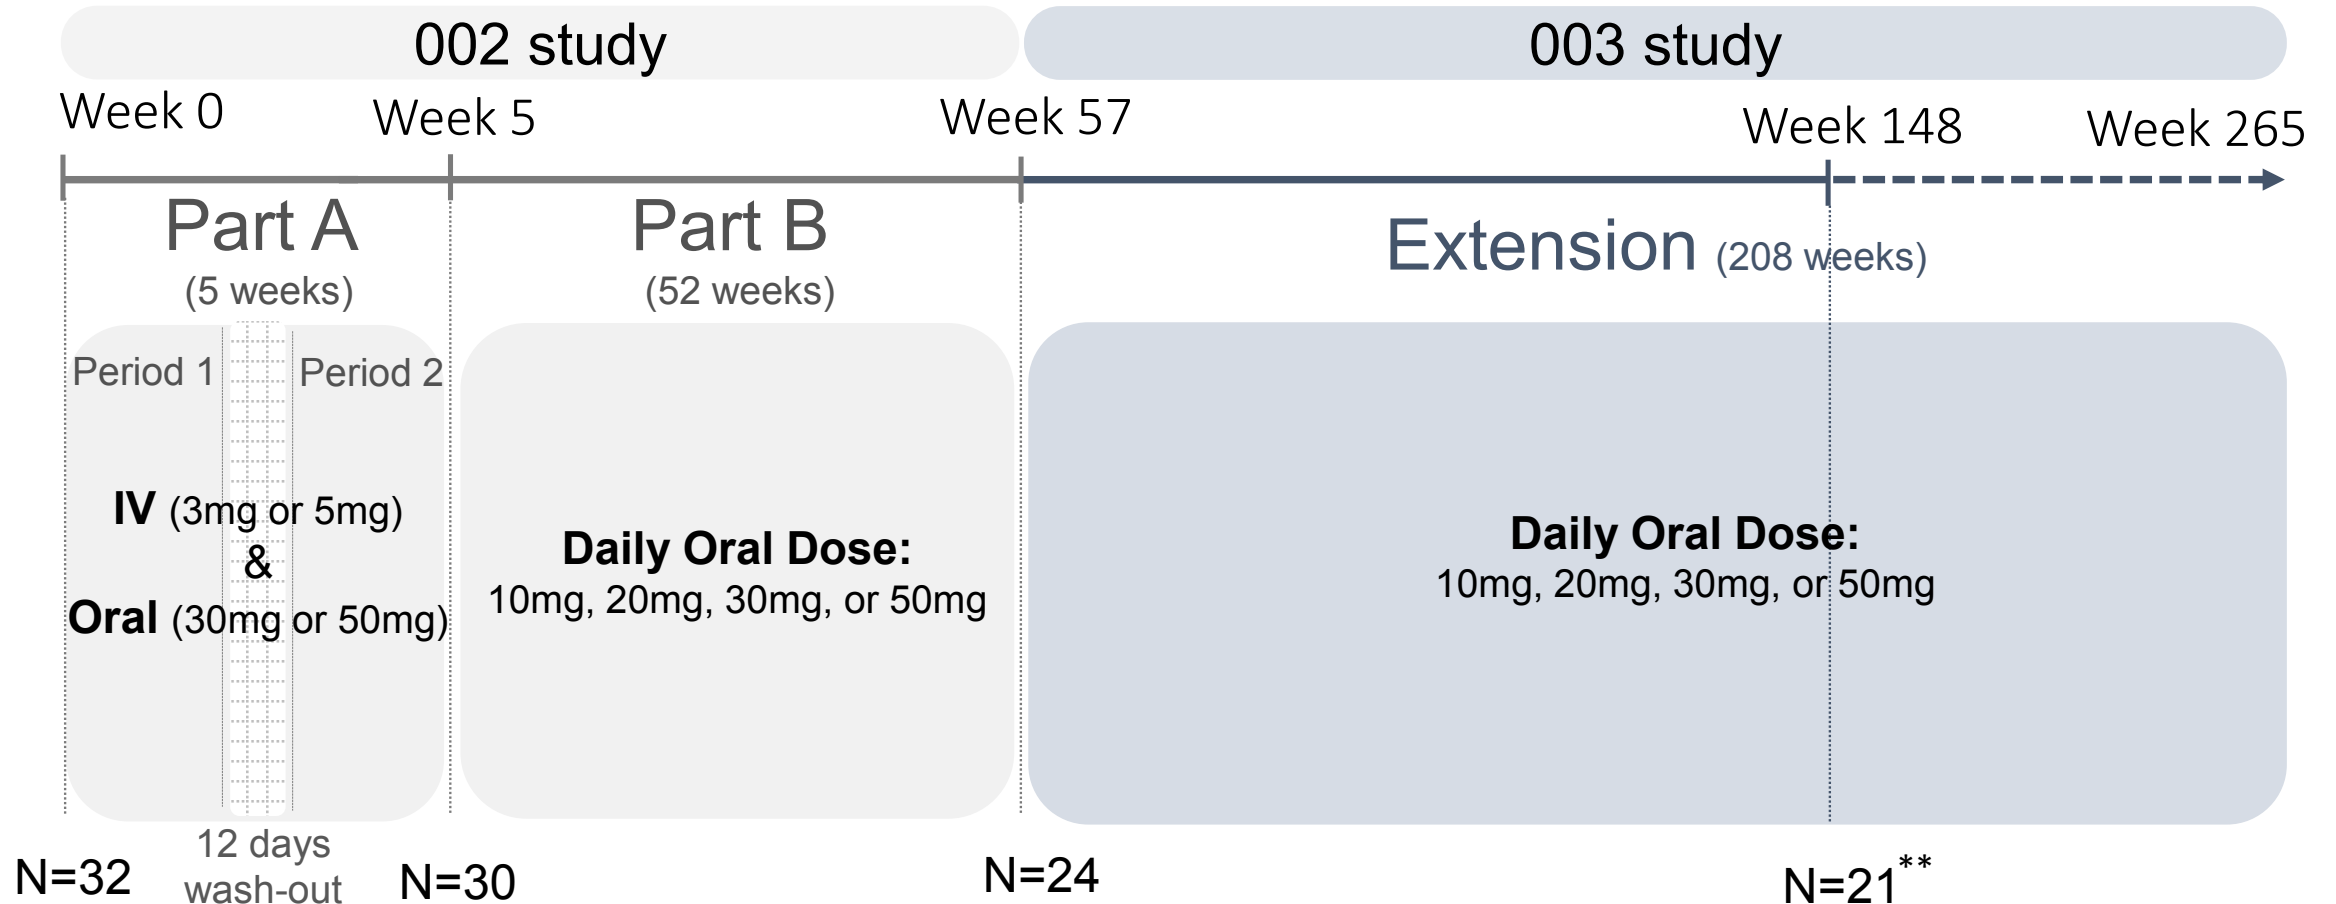 002 study
003 study
Week 0
Week 5
Week 57
Week 148
Week 265
Part A
(5 weeks)
Part B
(52 weeks)
Extension (208 weeks)
Period 1
Period 2
IV (3mg or 5mg)
&
Oral (30mg or 50mg)
Daily Oral Dose:
10mg, 20mg, 30mg, or 50mg
Daily Oral Dose:
10mg, 20mg, 30mg, or 50mg
12 days
wash-out
N=32
N=30
N=24
N=21**